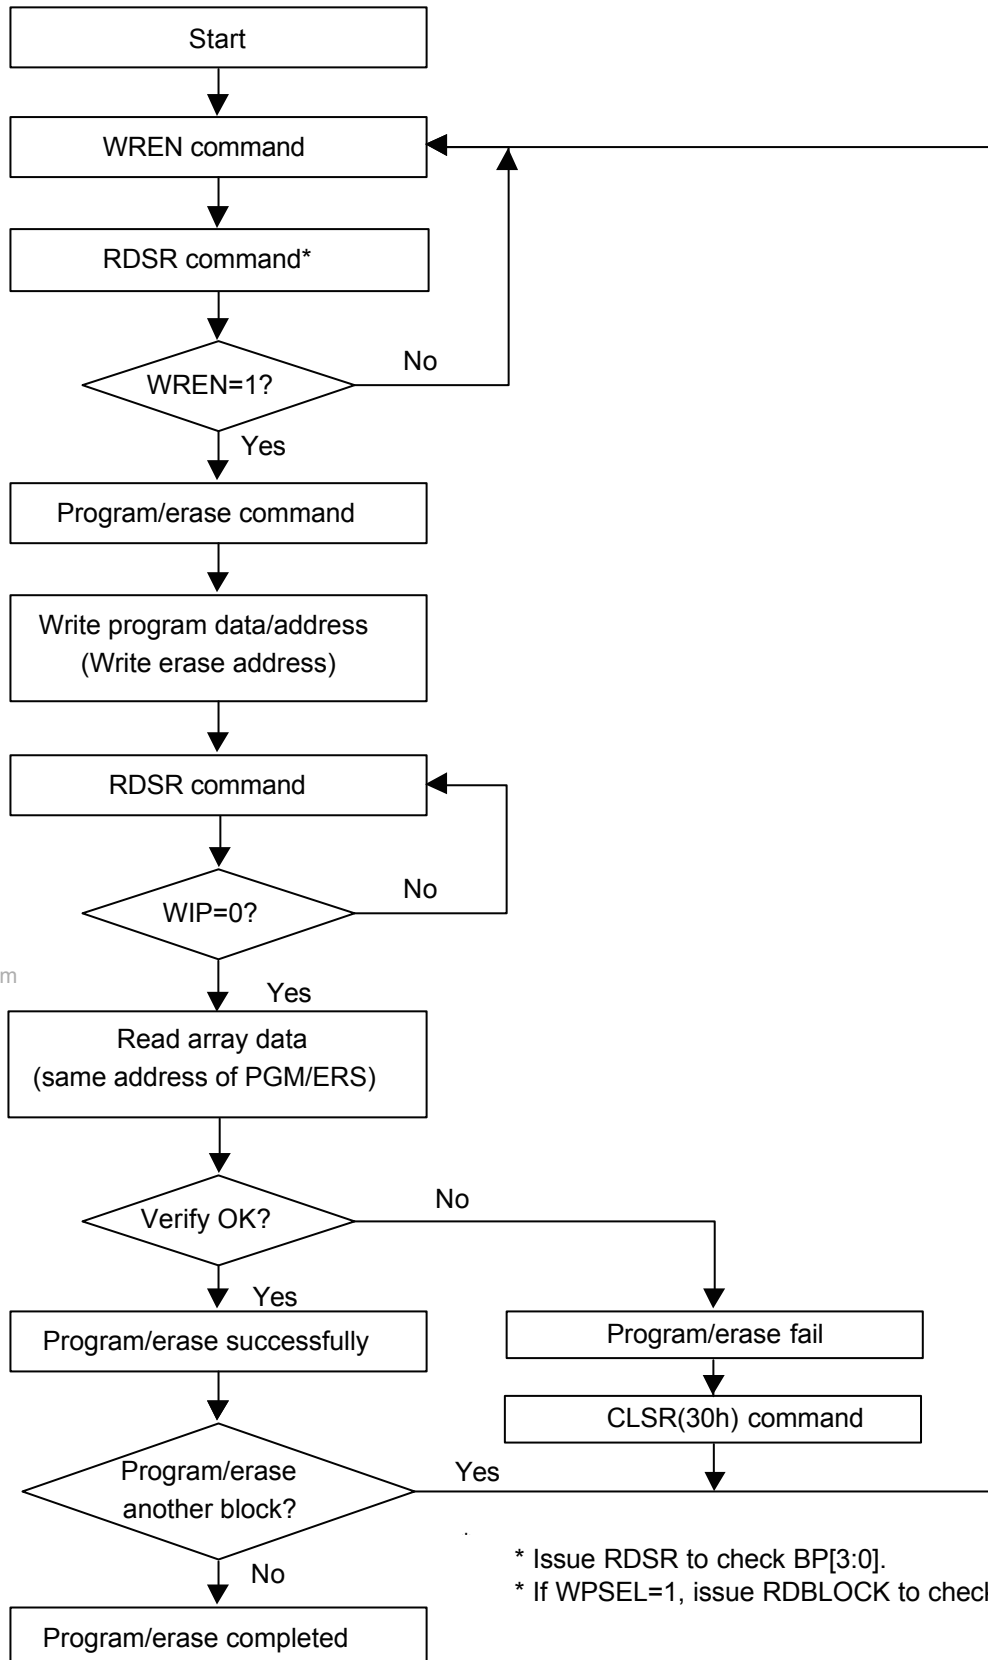 Start
WREN command
RDSR command*
WREN=1?
No
Yes
Program/erase command
Write program data/address
(Write erase address)
RDSR command
WIP=0?
No
Yes
Read array data
(same address of PGM/ERS)
Verify OK?
No
Yes
Program/erase successfully
Program/erase fail
CLSR(30h) command
Program/erase
another block?
Yes
No
* Issue RDSR to check BP[3:0].
* If WPSEL=1, issue RDBLOCK to check
Program/erase completed